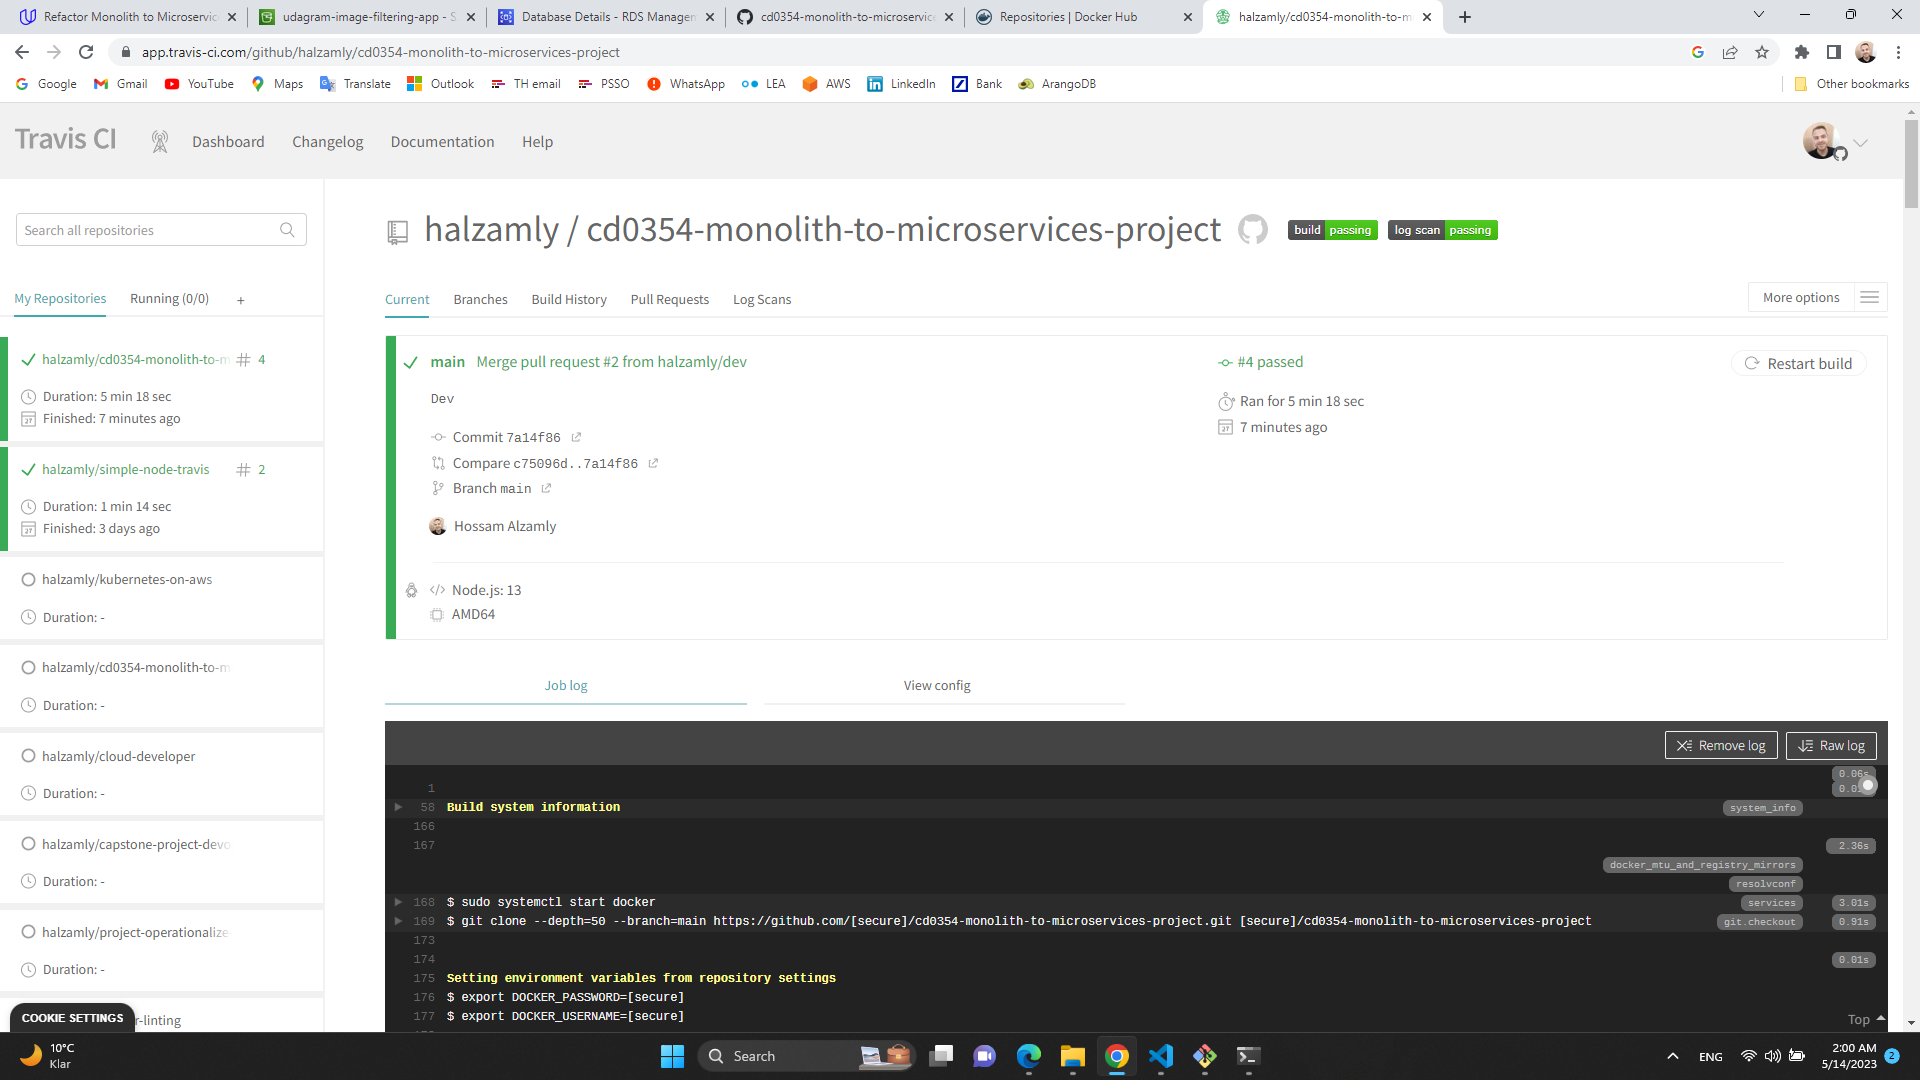 Refactor Monolith to Microservic
udagram-image-filtering-app - S
Database Details - RDS Managem
cd0354-monolith-to-microservice
Repositories | Docker Hub
halzamly/cd0354-monolith-to-m
app.travis-ci.com/github/halzamly/cd0354-monolith-to-microservices-project
Google
Gmail
YouTube
Maps
Translate
Outlook
TH email
PSSO
WhatsApp
LEA
AWS
LinkedIn
Bank
ArangoDB
Other bookmarks
Travis CI
Dashboard
Changelog
Documentation
Help
Search all repositories
My Repositories
Running (0/0)
+
halzamly/cd0354-monolith-to-m # 4
Duration: 5 min 18 sec
Finished: 7 minutes ago
halzamly/simple-node-travis # 2
Duration: 1 min 14 sec
Finished: 3 days ago
halzamly/kubernetes-on-aws
Duration: -
halzamly/cd0354-monolith-to-m
Duration: -
halzamly/cloud-developer
Duration: -
halzamly/capstone-project-devo
Duration: -
halzamly/project-operationalize
Duration: -
r-linting
COOKIE SETTINGS
halzamly / cd0354-monolith-to-microservices-project
build passing
log scan passing
Current
Branches
Build History
Pull Requests
Log Scans
More options
main Merge pull request #2 from halzamly/dev
Dev
Commit 7a14f86
Compare c75096d..7a14f86
Branch main
Hossam Alzamly
#4 passed
Ran for 5 min 18 sec
7 minutes ago
Restart build
Node.js: 13
AMD64
Job log
View config
Remove log
Raw log
0.06s
1
58 Build system information system_info
166
167 2.36s
docker_mtu_and_registry_mirrors
resolvconf
168 $ sudo systemctl start docker services 3.01s
169 $ git clone --depth=50 --branch=main https://github.com/[secure]/cd0354-monolith-to-microservices-project.git [secure]/cd0354-monolith-to-microservices-project git.checkout 0.91s
173
174 0.01s
175 Setting environment variables from repository settings
176 $ export DOCKER_PASSWORD=[secure]
177 $ export DOCKER_USERNAME=[secure]
Top
10°C
Klar
Search
ENG
2:00 AM
5/14/2023
2